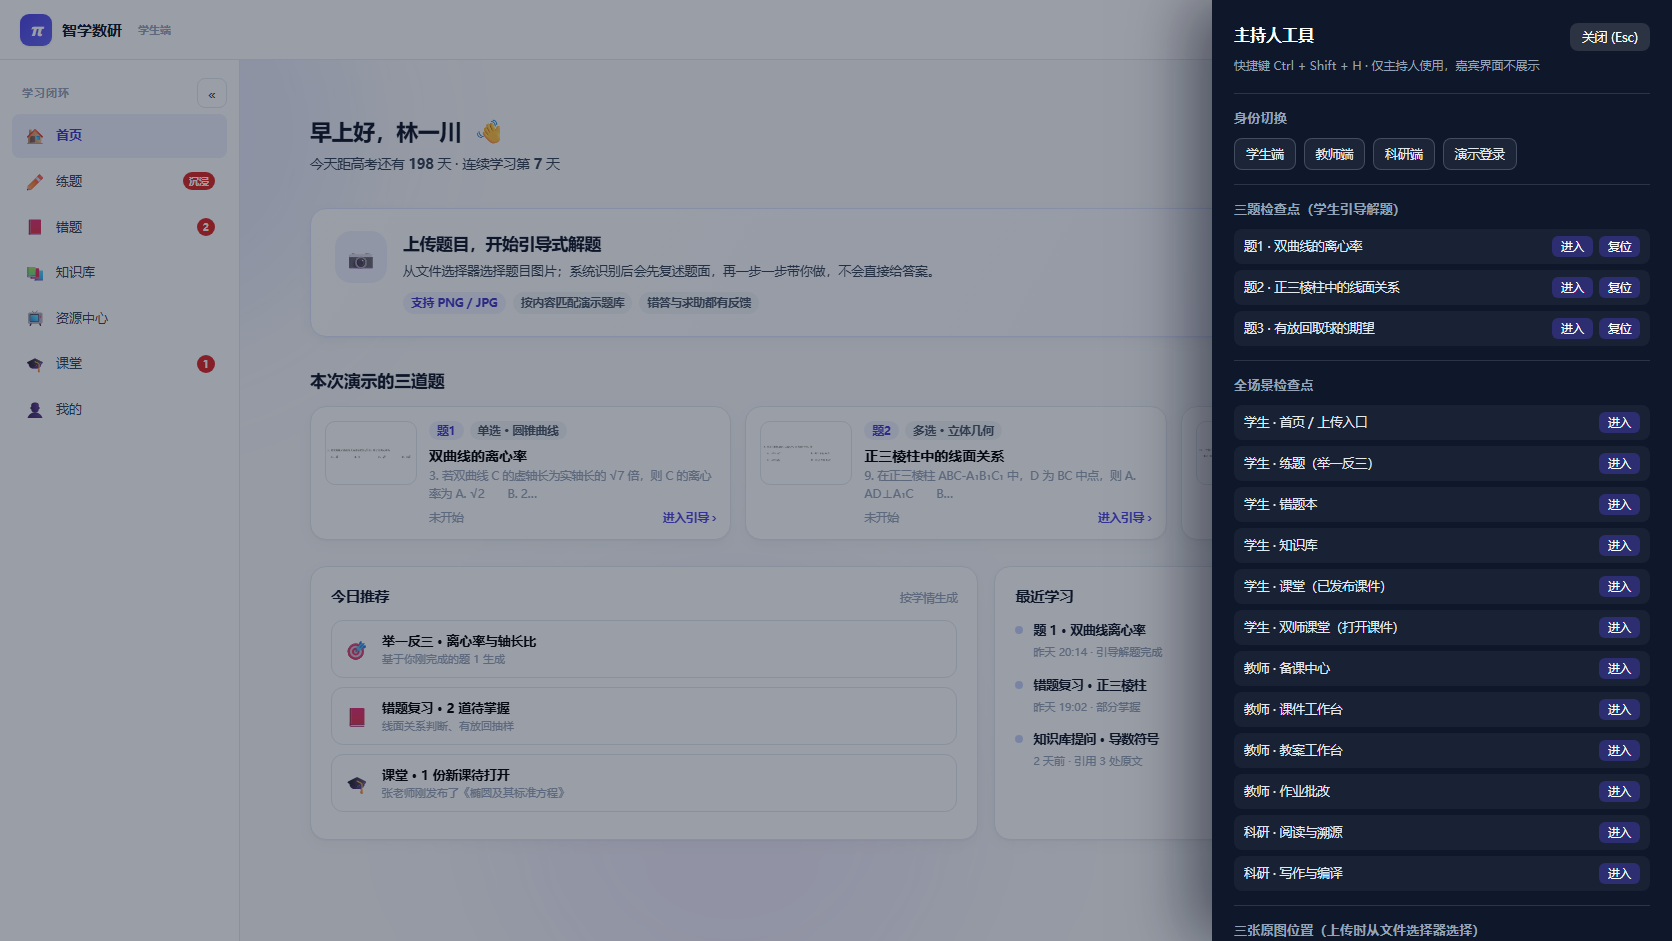 π 智学数研 学生端
学习闭环 «
首页
练题 沉浸
错题 2
知识库
资源中心
课堂 1
我的
早上好，林一川
今天距高考还有 198 天 · 连续学习第 7 天
上传题目，开始引导式解题
从文件选择器选择题目图片；系统识别后会先复述题面，再一步一步带你做，不会直接给答案。
支持 PNG / JPG 按内容匹配演示题库 错答与求助都有反馈
本次演示的三道题
题1 单选 • 圆锥曲线
双曲线的离心率
3. 若双曲线 C 的虚轴长为实轴长的 √7 倍，则 C 的离心
率为 A. √2 B. 2...
未开始 进入引导 ›
题2 多选 • 立体几何
正三棱柱中的线面关系
9. 在正三棱柱 ABC-A₁B₁C₁ 中，D 为 BC 中点，则 A.
AD⊥A₁C B...
未开始 进入引导 ›
今日推荐 按学情生成
举一反三 • 离心率与轴长比
基于你刚完成的题 1 生成
错题复习 • 2 道待掌握
线面关系判断、有放回抽样
课堂 • 1 份新课待打开
张老师刚发布了《椭圆及其标准方程》
最近学习
题 1 • 双曲线离心率
昨天 20:14 · 引导解题完成
错题复习 • 正三棱柱
昨天 19:02 · 部分掌握
知识库提问 • 导数符号
2 天前 · 引用 3 处原文
主持人工具 关闭 (Esc)
快捷键 Ctrl + Shift + H · 仅主持人使用，嘉宾界面不展示
身份切换
学生端 教师端 科研端 演示登录
三题检查点（学生引导解题）
题1 · 双曲线的离心率 进入 复位
题2 · 正三棱柱中的线面关系 进入 复位
题3 · 有放回取球的期望 进入 复位
全场景检查点
学生 · 首页 / 上传入口 进入
学生 · 练题（举一反三） 进入
学生 · 错题本 进入
学生 · 知识库 进入
学生 · 课堂（已发布课件） 进入
学生 · 双师课堂（打开课件） 进入
教师 · 备课中心 进入
教师 · 课件工作台 进入
教师 · 教案工作台 进入
教师 · 作业批改 进入
科研 · 阅读与溯源 进入
科研 · 写作与编译 进入
三张原图位置（上传时从文件选择器选择）